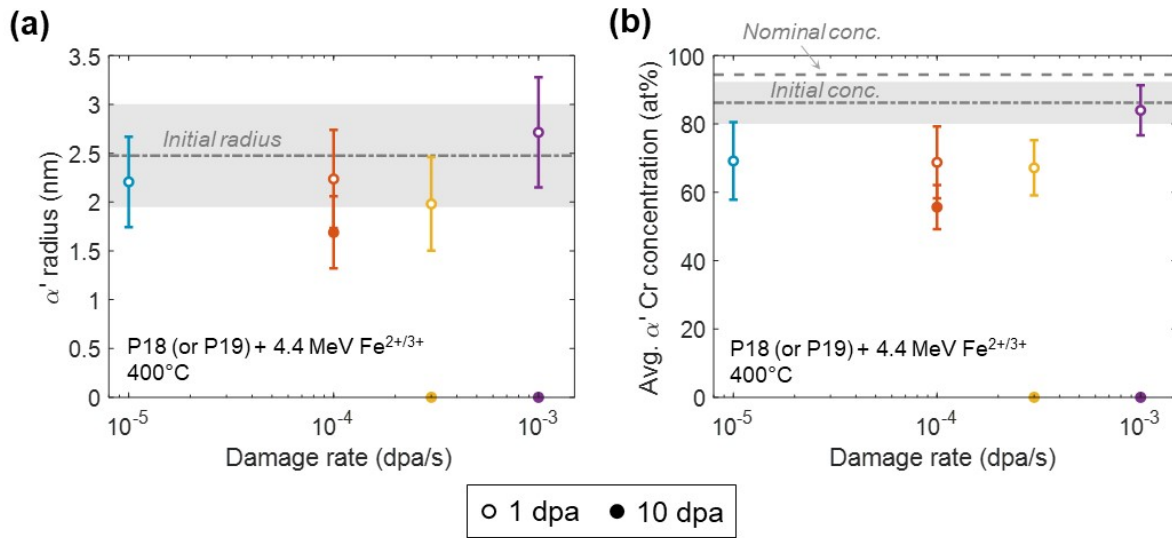 (a)
3.5
3
2.5
2
1.5
1
0.5
0
α' radius (nm)
Initial radius
P18 (or P19) + 4.4 MeV Fe2+/3+
400°C
10-5
10-4
10-3
Damage rate (dpa/s)
(b)
100
80
60
40
20
0
Avg. α' Cr concentration (at%)
Nominal conc.
Initial conc.
P18 (or P19) + 4.4 MeV Fe2+/3+
400°C
10-5
10-4
10-3
Damage rate (dpa/s)
1 dpa
10 dpa